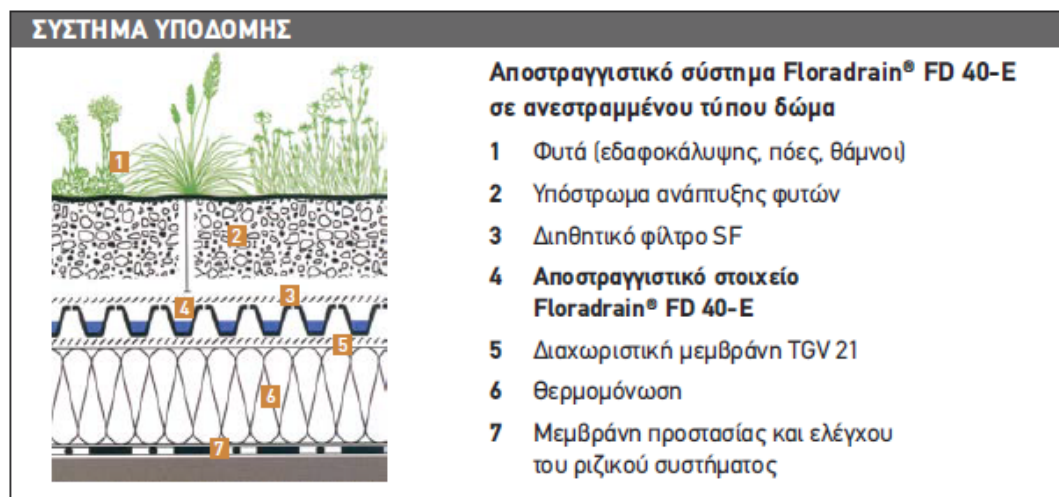 ΣΥΣΤΗΜΑ ΥΠΟΔΟΜΗΣ
Αποστραγγιστικό σύστημα Floradrain® FD 40-E
σε ανεστραμμένου τύπου δώμα
1 Φυτά (εδαφοκάλυψης, πόες, θάμνοι)
2 Υπόστρωμα ανάπτυξης φυτών
3 Διηθητικό φίλτρο SF
4 Αποστραγγιστικό στοιχείο
Floradrain® FD 40-E
5 Διαχωριστική μεμβράνη TGV 21
6 Θερμομόνωση
7 Μεμβράνη προστασίας και ελέγχου
του ριζικού συστήματος
1
2
3
4
5
6
7